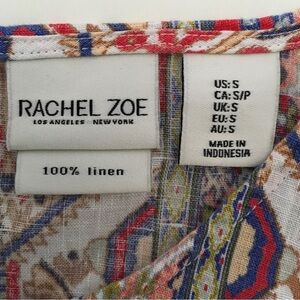 RACHEL ZOE
LOS ANGELES NEW YORK
100% linen
US: S
CA: S/P
UK: S
EU: S
AU: S
MADE IN
INDONESIA